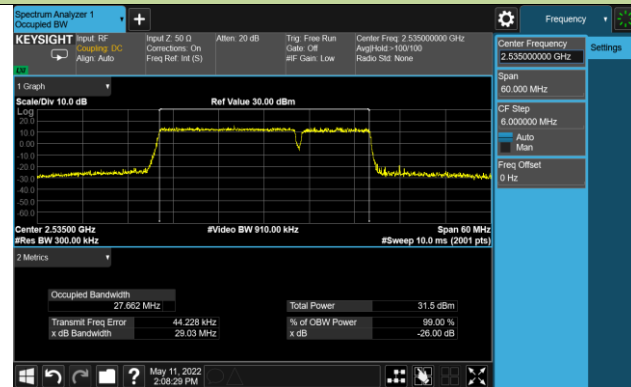 Spectrum Analyzer 1
Occupied BW
Frequency
KEYSIGHT
Input: RF
Coupling: DC
Align: Auto
Input Z: 50 Ω
Corrections: On
Freq Ref: Int (S)
Atten: 20 dB
Trig: Free Run
Gate: Off
#IF Gain: Low
Center Freq: 2.535000000 GHz
Avg|Hold:>100/100
Radio Std: None
LXI
Center Frequency
2.535000000 GHz
Settings
Span
60.000 MHz
CF Step
6.000000 MHz
Auto
Man
Freq Offset
0 Hz
1 Graph
Scale/Div 10.0 dB
Ref Value 30.00 dBm
Log
20.0
10.0
0.00
-10.0
-20.0
-30.0
-40.0
-50.0
-60.0
Center 2.53500 GHz
#Video BW 910.00 kHz
Span 60 MHz
#Res BW 300.00 kHz
#Sweep 10.0 ms (2001 pts)
2 Metrics
Occupied Bandwidth
27.662 MHz
Total Power
31.5 dBm
Transmit Freq Error
44.228 kHz
% of OBW Power
99.00 %
x dB Bandwidth
29.03 MHz
x dB
-26.00 dB
May 11, 2022
2:08:29 PM